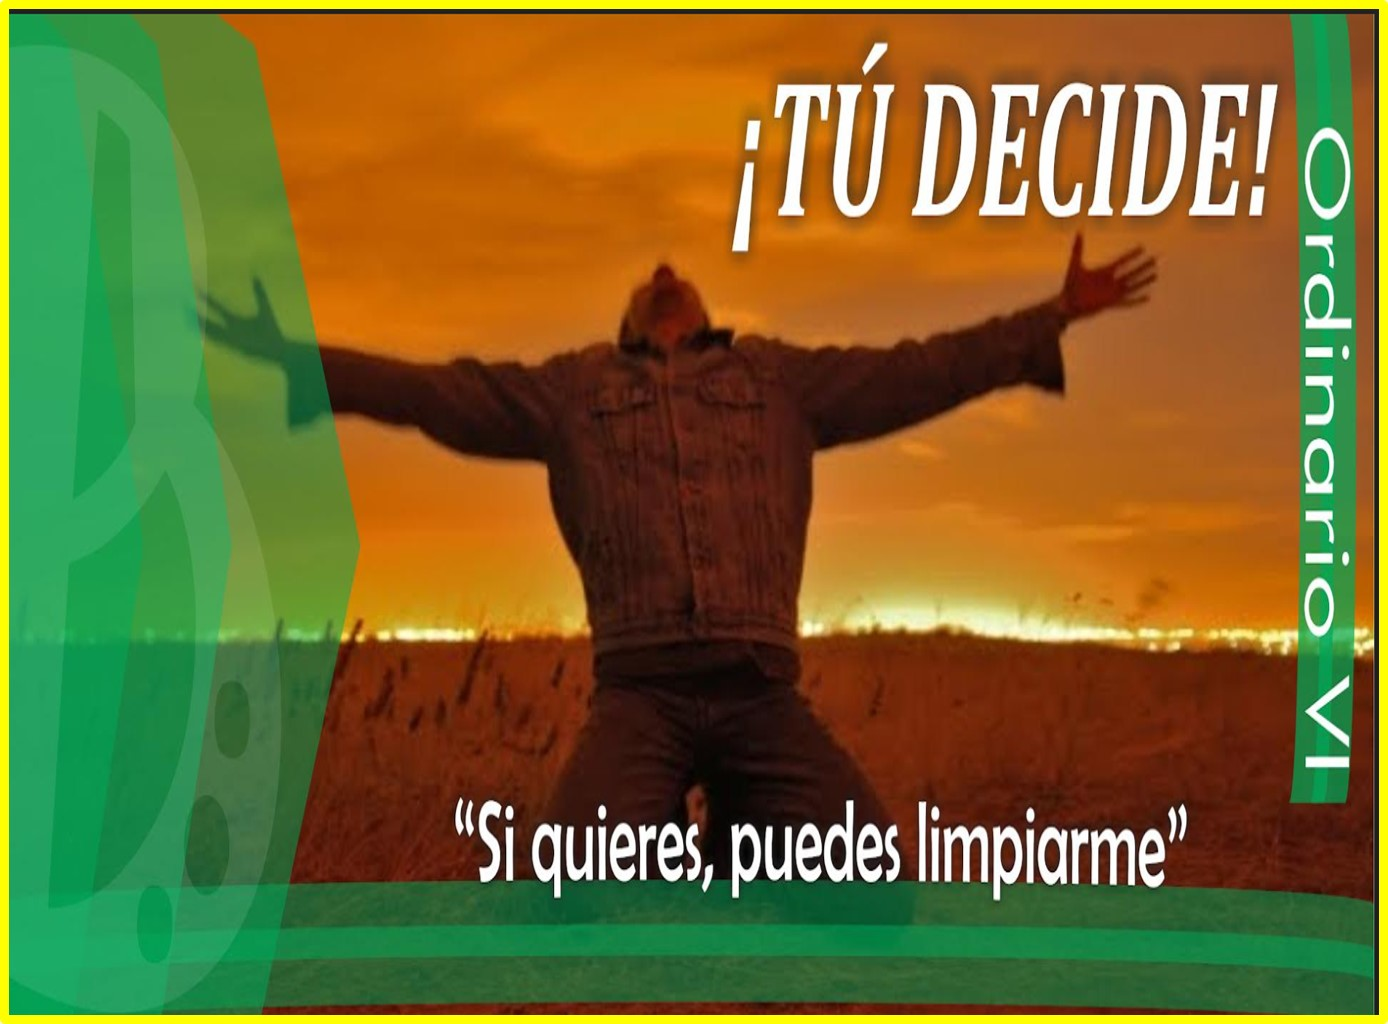 ¡TÚ DECIDE!
Ordinario VI
“Si quieres, puedes limpiarme”